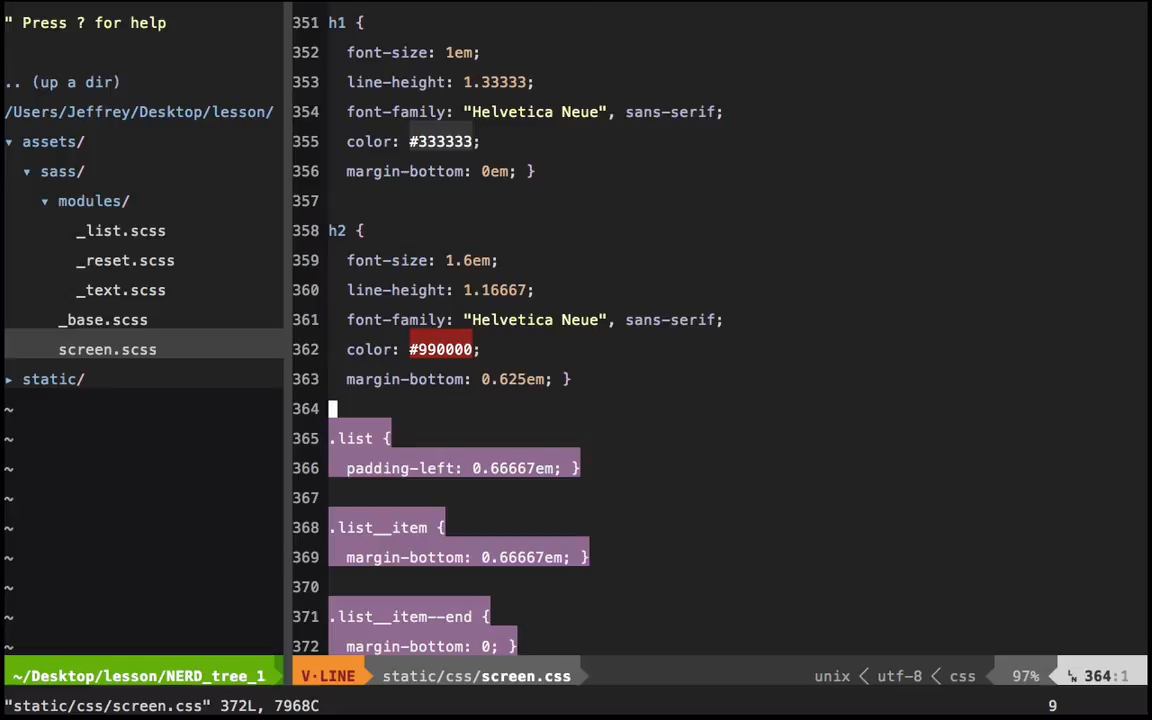 " Press ? for help
.. (up a dir)
/Users/Jeffrey/Desktop/lesson/
▾ assets/
▾ sass/
▾ modules/
_list.scss
_reset.scss
_text.scss
_base.scss
screen.scss
▸ static/
~
~
~
~
~
~
~
~
~
~/Desktop/lesson/NERD_tree_1
351 h1 {
352 font-size: 1em;
353 line-height: 1.33333;
354 font-family: "Helvetica Neue", sans-serif;
355 color: #333333;
356 margin-bottom: 0em; }
357
358 h2 {
359 font-size: 1.6em;
360 line-height: 1.16667;
361 font-family: "Helvetica Neue", sans-serif;
362 color: #990000;
363 margin-bottom: 0.625em; }
364
365 .list {
366 padding-left: 0.66667em; }
367
368 .list__item {
369 margin-bottom: 0.66667em; }
370
371 .list__item--end {
372 margin-bottom: 0; }
V·LINE static/css/screen.css unix utf-8 css 97% 364:1
"static/css/screen.css" 372L, 7968C 9